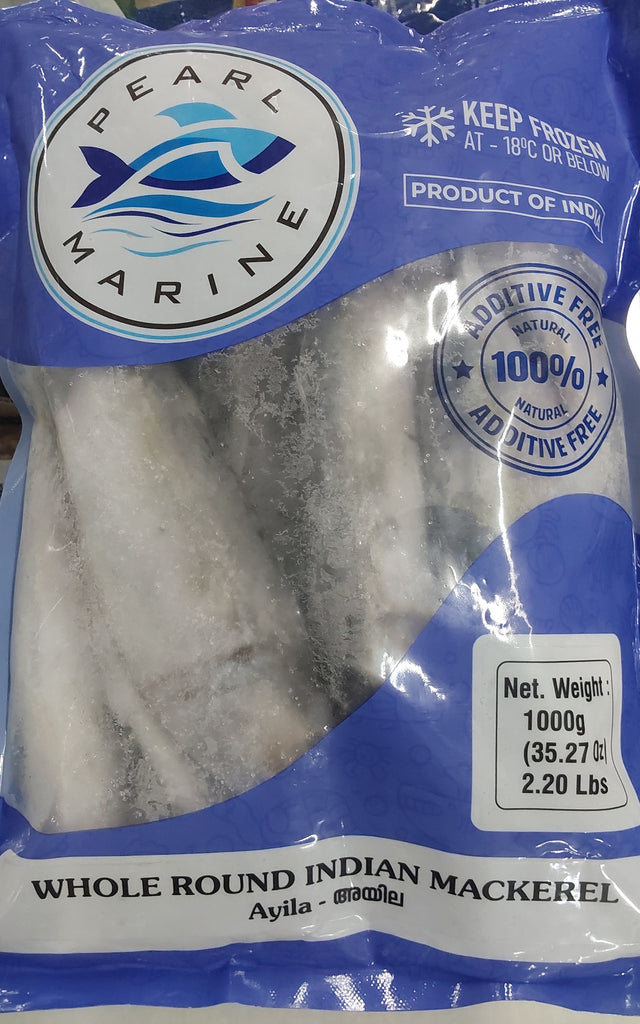 PEARL
MARINE
KEEP FROZEN
AT - 18ºC OR BELOW
PRODUCT OF INDIA
ADDITIVE FREE
NATURAL
100%
NATURAL
ADDITIVE FREE
Net. Weight :
1000g
(35.27 Oz)
2.20 Lbs
WHOLE ROUND INDIAN MACKEREL
Ayila - അയില